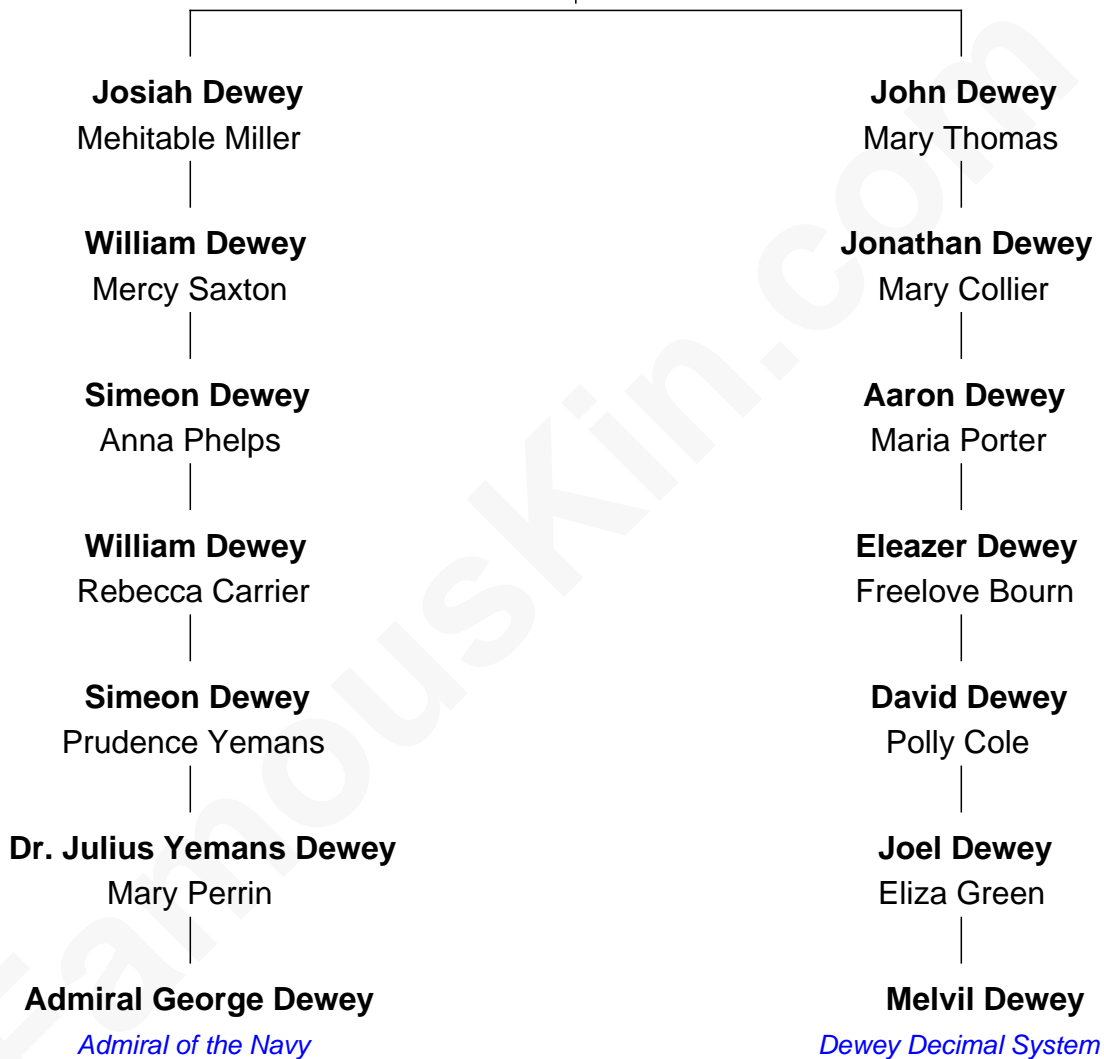 Josiah Dewey
Mehitable Miller
John Dewey
Mary Thomas
William Dewey
Mercy Saxton
Jonathan Dewey
Mary Collier
Simeon Dewey
Anna Phelps
Aaron Dewey
Maria Porter
William Dewey
Rebecca Carrier
Eleazer Dewey
Freelove Bourn
Simeon Dewey
Prudence Yemans
David Dewey
Polly Cole
Dr. Julius Yemans Dewey
Mary Perrin
Joel Dewey
Eliza Green
Admiral George Dewey
Admiral of the Navy
Melvil Dewey
Dewey Decimal System
FamousKin.com